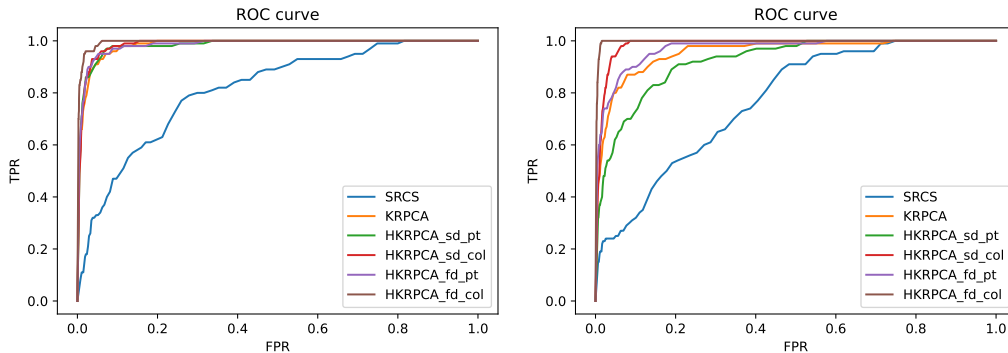 ROC curve
1.0
0.8
0.6
0.4
0.2
0.0
TPR
0.0 0.2 0.4 0.6 0.8 1.0
FPR
SRCS
KRPCA
HKRPCA_sd_pt
HKRPCA_sd_col
HKRPCA_fd_pt
HKRPCA_fd_col
ROC curve
1.0
0.8
0.6
0.4
0.2
0.0
TPR
0.0 0.2 0.4 0.6 0.8 1.0
FPR
SRCS
KRPCA
HKRPCA_sd_pt
HKRPCA_sd_col
HKRPCA_fd_pt
HKRPCA_fd_col